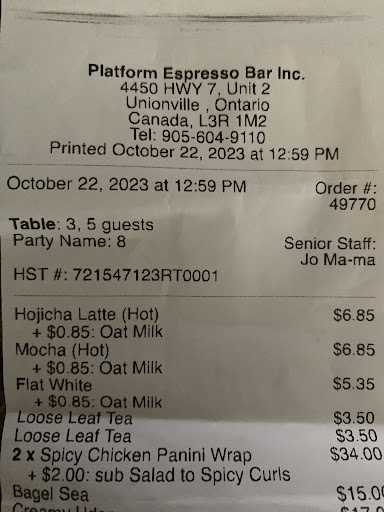 Platform Espresso Bar Inc.
4450 HWY 7, Unit 2
Unionville , Ontario
Canada, L3R 1M2
Tel: 905-604-9110
Printed October 22, 2023 at 12:59 PM
October 22, 2023 at 12:59 PM Order #:
49770
Table: 3, 5 guests
Party Name: 8 Senior Staff:
Jo Ma-ma
HST #: 721547123RT0001
Hojicha Latte (Hot) $6.85
+ $0.85: Oat Milk
Mocha (Hot) $6.85
+ $0.85: Oat Milk
Flat White $5.35
+ $0.85: Oat Milk
Loose Leaf Tea $3.50
Loose Leaf Tea $3.50
2 x Spicy Chicken Panini Wrap $34.00
+ $2.00: sub Salad to Spicy Curls
Bagel Sea $15.00
Creamy